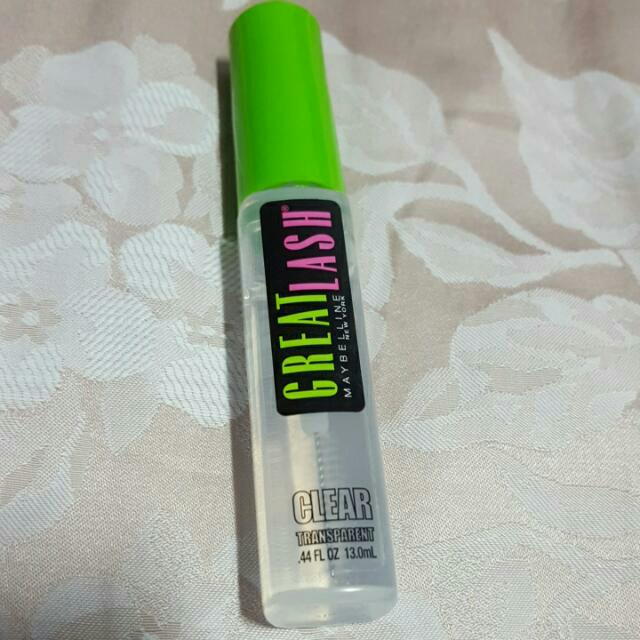 GREAT
LASH®
MAYBELLINE
NEW YORK
CLEAR
TRANSPARENT
.44 FL OZ 13.0mL